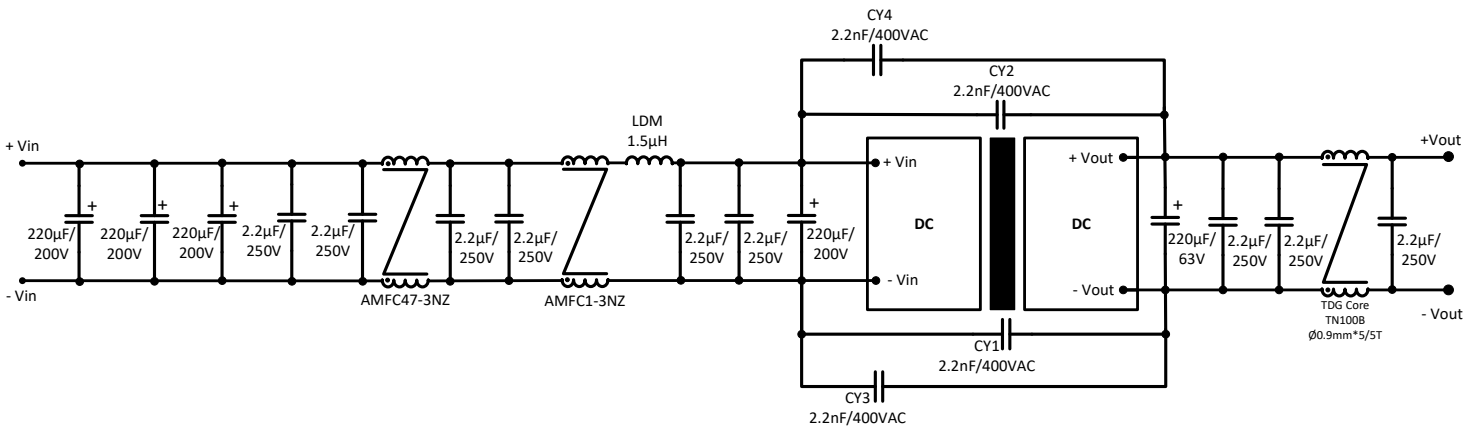 CY4
2.2nF/400VAC
CY2
2.2nF/400VAC
LDM
1.5µH
+ Vin
+Vout
+ Vin
+ Vout
+
+
+
+
+
220µF/
200V
220µF/
200V
220µF/
200V
2.2µF/
250V
2.2µF/
250V
2.2µF/
250V
2.2µF/
250V
2.2µF/
250V
2.2µF/
250V
220µF/
200V
DC
DC
220µF/
63V
2.2µF/
250V
2.2µF/
250V
2.2µF/
250V
- Vin
- Vin
- Vout
- Vout
AMFC47-3NZ
AMFC1-3NZ
TDG Core
TN100B
Ø0.9mm*5/5T
CY1
2.2nF/400VAC
CY3
2.2nF/400VAC